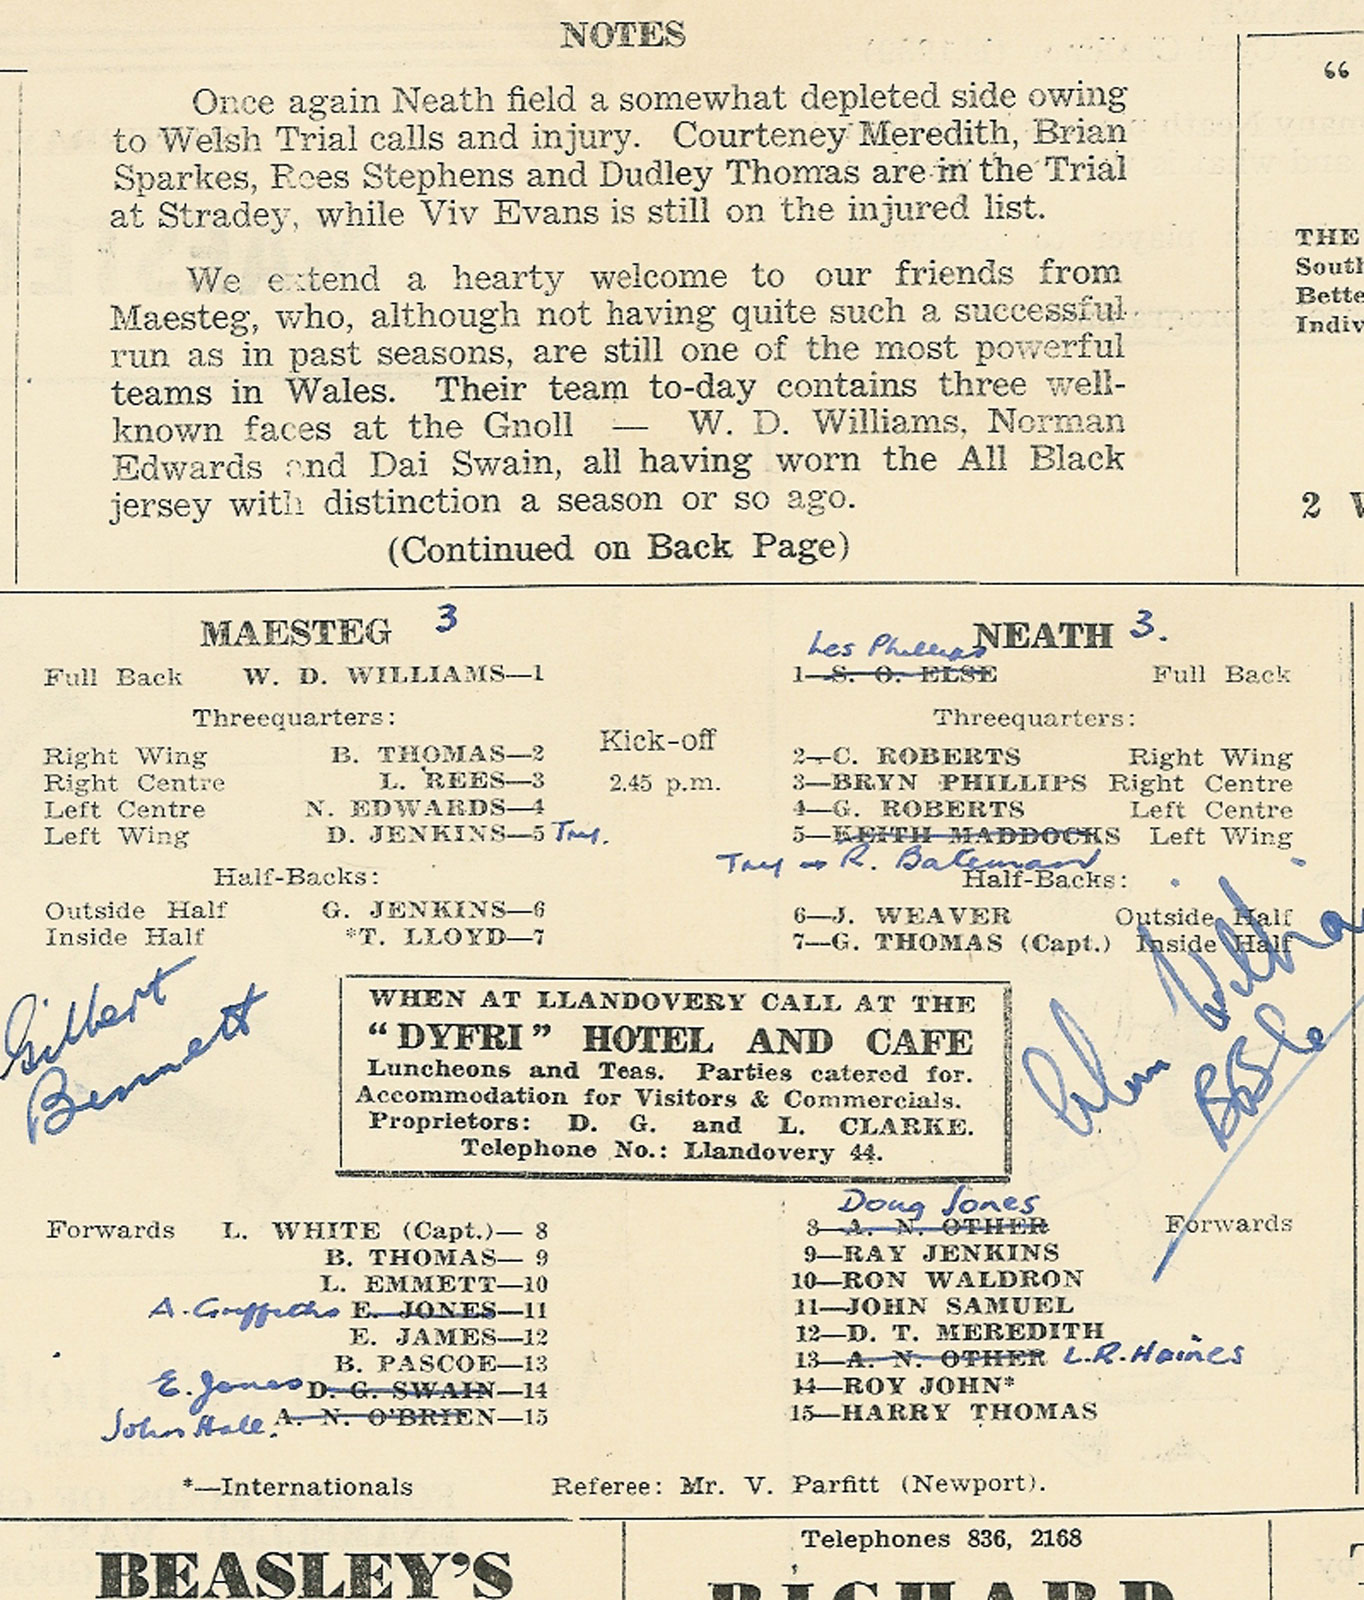 NOTES
Once again Neath field a somewhat depleted side owing
to Welsh Trial calls and injury. Courteney Meredith, Brian
Sparkes, Rees Stephens and Dudley Thomas are in the Trial
at Stradey, while Viv Evans is still on the injured list.
We extend a hearty welcome to our friends from
Maesteg, who, although not having quite such a successful
run as in past seasons, are still one of the most powerful
teams in Wales. Their team to-day contains three well-
known faces at the Gnoll — W. D. Williams, Norman
Edwards and Dai Swain, all having worn the All Black
jersey with distinction a season or so ago.
(Continued on Back Page)
"
THE
South
Bette
Indiv
2 W
MAESTEG 3
Full Back W. D. WILLIAMS—1
Threequarters:
Right Wing B. THOMAS—2
Right Centre L. REES—3
Left Centre N. EDWARDS—4
Left Wing D. JENKINS—5 Try.
Half-Backs:
Outside Half G. JENKINS—6
Inside Half *T. LLOYD—7
Kick-off
2.45 p.m.
NEATH 3.
Les Phillips
1—S. O. ELSE Full Back
Threequarters:
2—C. ROBERTS Right Wing
3—BRYN PHILLIPS Right Centre
4—G. ROBERTS Left Centre
5—KEITH MADDOCKS Left Wing
Try R. Bateman
Half-Backs:
6—J. WEAVER Outside Half
7—G. THOMAS (Capt.) Inside Half
Gilbert
Bennett
WHEN AT LLANDOVERY CALL AT THE
"DYFRI" HOTEL AND CAFE
Luncheons and Teas. Parties catered for.
Accommodation for Visitors & Commercials.
Proprietors: D. G. and L. CLARKE.
Telephone No.: Llandovery 44.
Forwards L. WHITE (Capt.)— 8
B. THOMAS— 9
L. EMMETT—10
A. Griffiths E. JONES—11
E. JAMES—12
B. PASCOE—13
E. Jones D. G. SWAIN—14
John Hall. A. N. O'BRIEN—15
Doug Jones
8—A. N. OTHER Forwards
9—RAY JENKINS
10—RON WALDRON
11—JOHN SAMUEL
12—D. T. MEREDITH
13—A. N. OTHER L.R. Haines
14—ROY JOHN*
15—HARRY THOMAS
*—Internationals Referee: Mr. V. Parfitt (Newport).
BEASLEY'S
Telephones 836, 2168
RICHARD